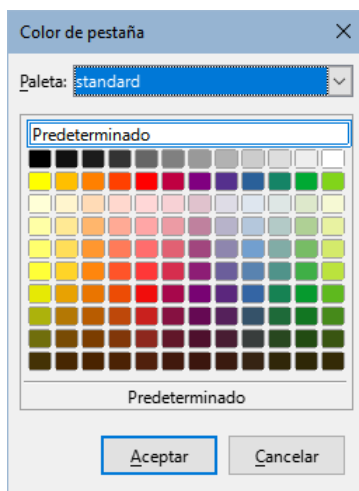 Color de pestaña
Paleta: standard
Predeterminado
Predeterminado
Aceptar Cancelar